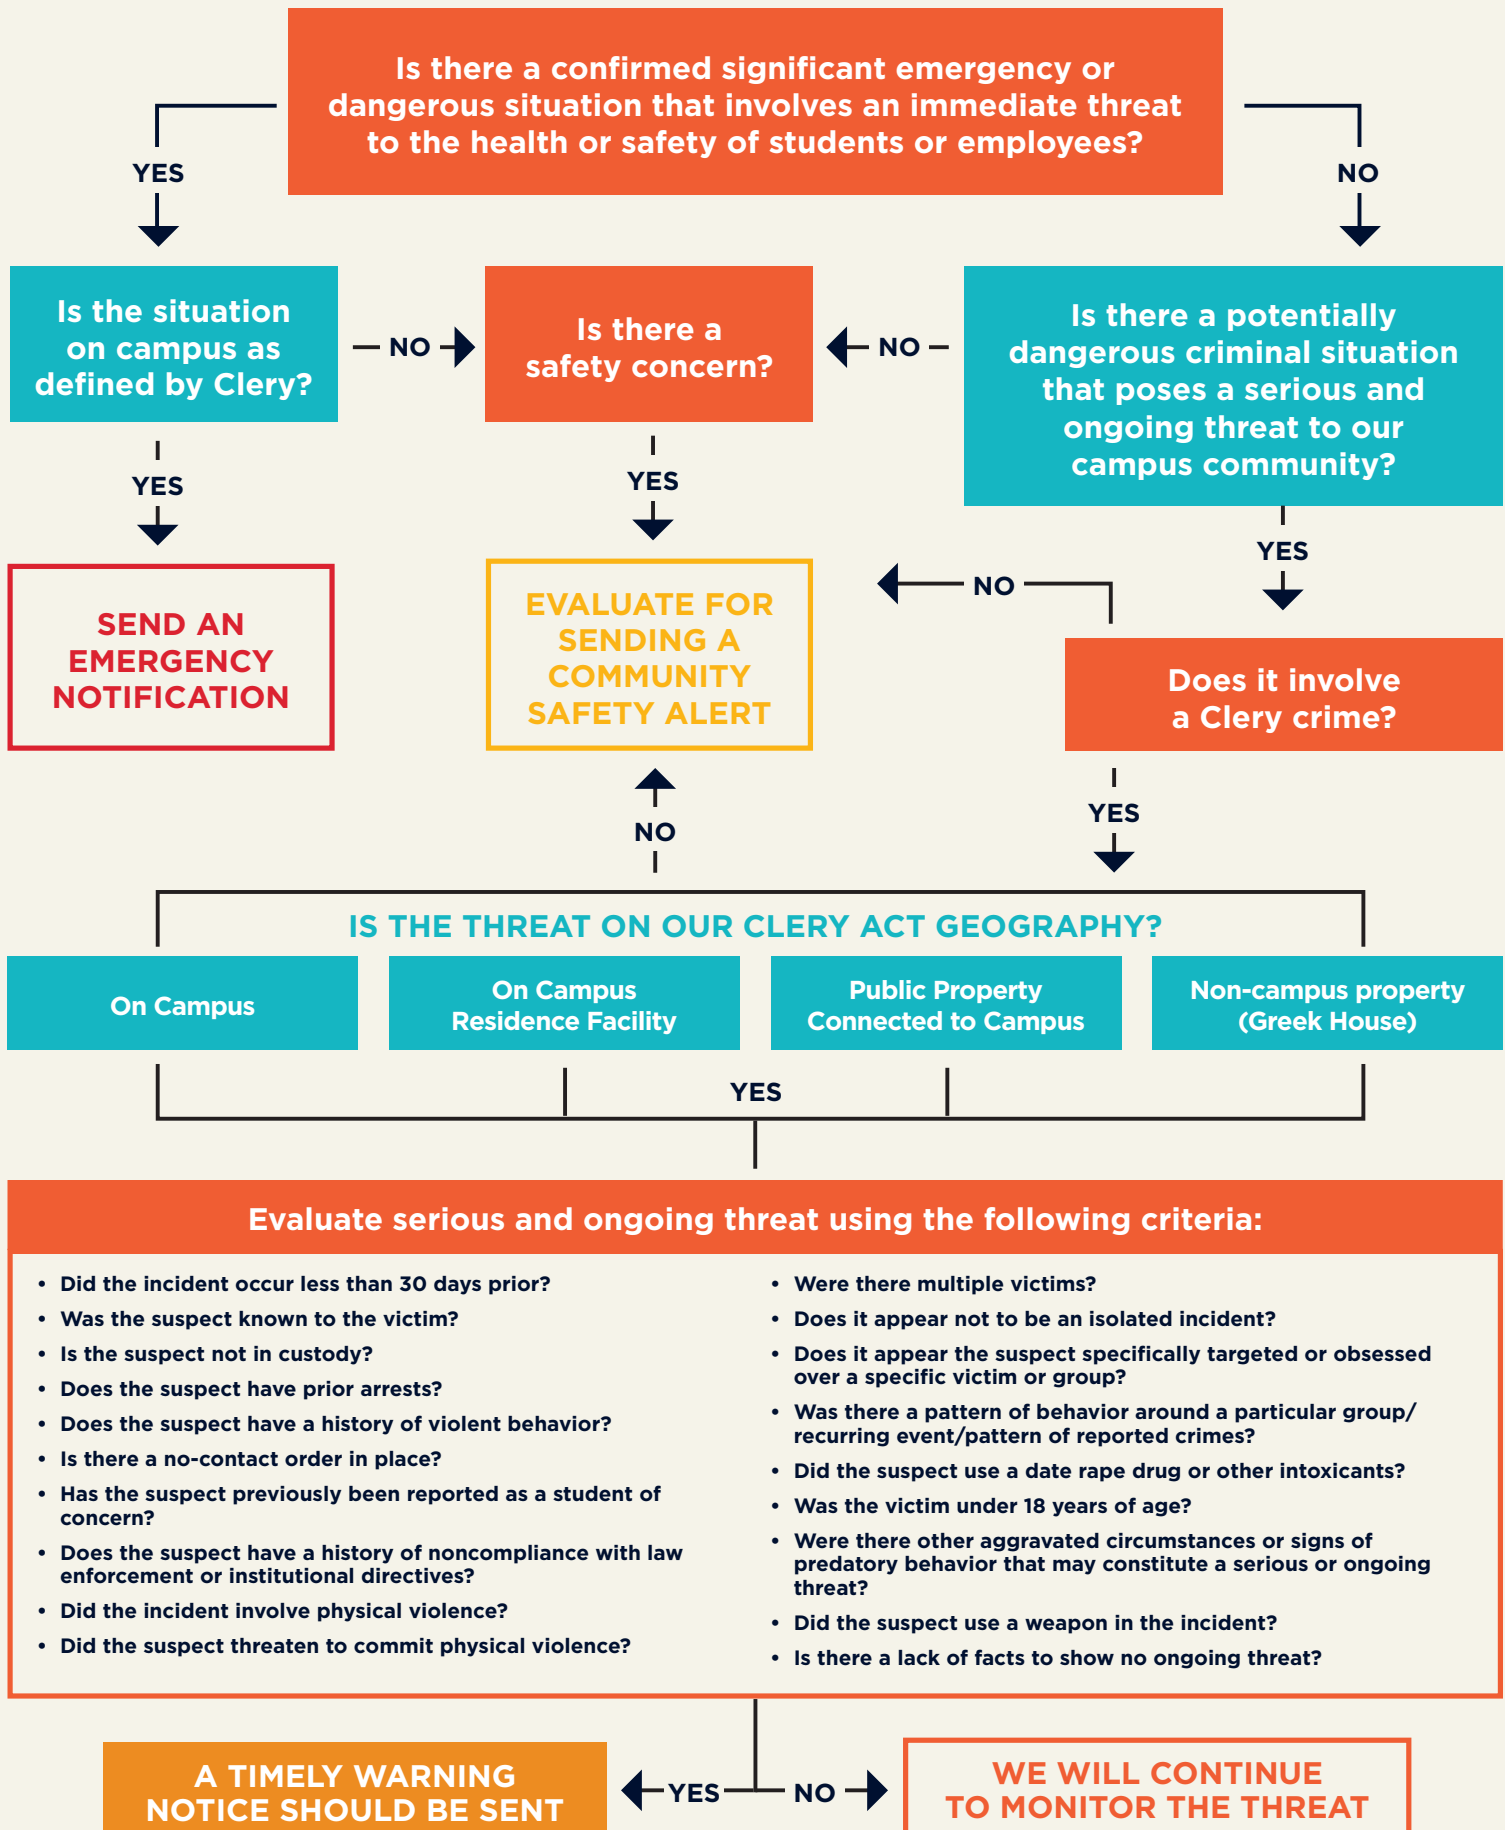 Is there a confirmed significant emergency or
dangerous situation that involves an immediate threat
to the health or safety of students or employees?
YES
NO
Is the situation
on campus as
defined by Clery?
NO
Is there a
safety concern?
NO
Is there a potentially
dangerous criminal situation
that poses a serious and
ongoing threat to our
campus community?
YES
YES
YES
SEND AN
EMERGENCY
NOTIFICATION
EVALUATE FOR
SENDING A
COMMUNITY
SAFETY ALERT
NO
Does it involve
a Clery crime?
NO
YES
IS THE THREAT ON OUR CLERY ACT GEOGRAPHY?
On Campus
On Campus
Residence Facility
Public Property
Connected to Campus
Non-campus property
(Greek House)
YES
Evaluate serious and ongoing threat using the following criteria:
• Did the incident occur less than 30 days prior?
• Was the suspect known to the victim?
• Is the suspect not in custody?
• Does the suspect have prior arrests?
• Does the suspect have a history of violent behavior?
• Is there a no-contact order in place?
• Has the suspect previously been reported as a student of
concern?
• Does the suspect have a history of noncompliance with law
enforcement or institutional directives?
• Did the incident involve physical violence?
• Did the suspect threaten to commit physical violence?
• Were there multiple victims?
• Does it appear not to be an isolated incident?
• Does it appear the suspect specifically targeted or obsessed
over a specific victim or group?
• Was there a pattern of behavior around a particular group/
recurring event/pattern of reported crimes?
• Did the suspect use a date rape drug or other intoxicants?
• Was the victim under 18 years of age?
• Were there other aggravated circumstances or signs of
predatory behavior that may constitute a serious or ongoing
threat?
• Did the suspect use a weapon in the incident?
• Is there a lack of facts to show no ongoing threat?
A TIMELY WARNING
NOTICE SHOULD BE SENT
YES
NO
WE WILL CONTINUE
TO MONITOR THE THREAT